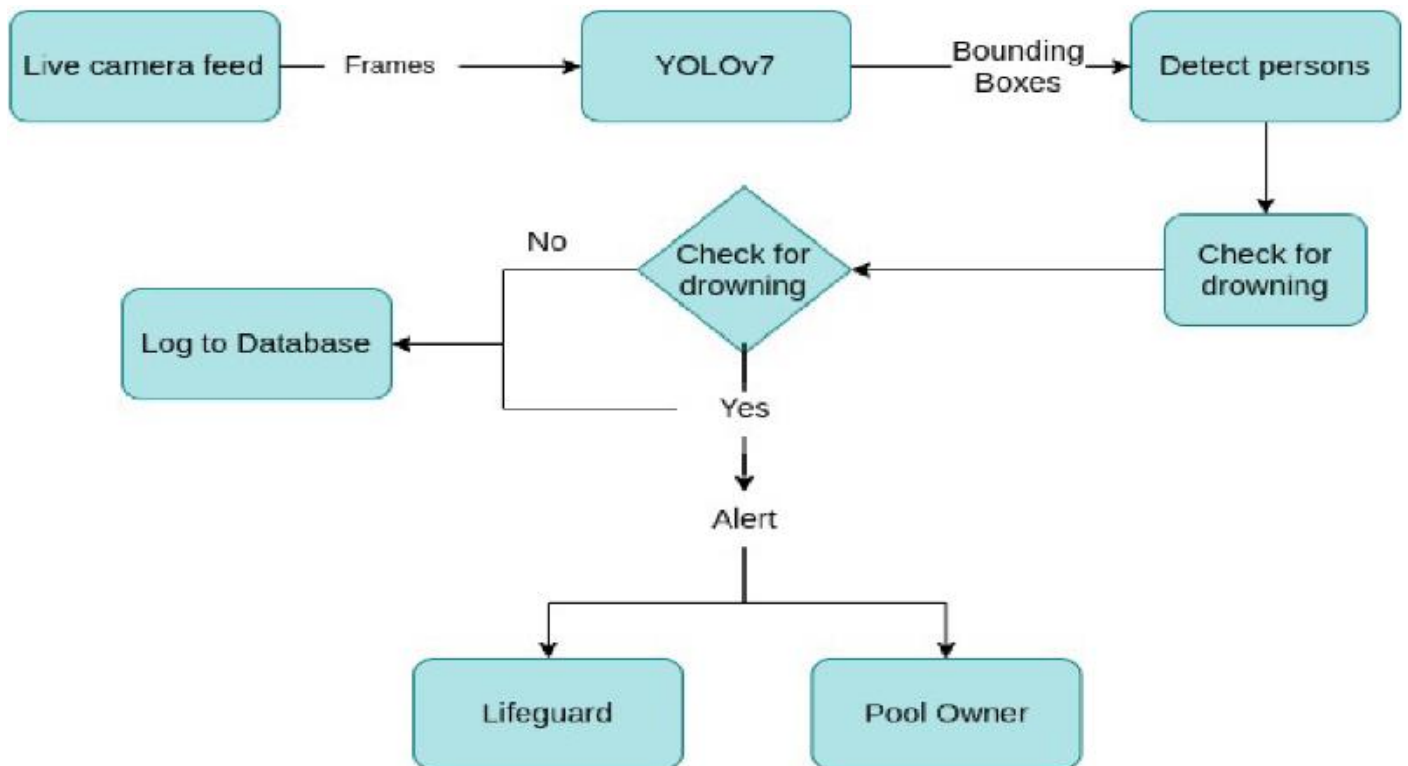 Live camera feed
Frames
YOLOv7
Bounding
Boxes
Detect persons
Check for
drowning
Check for
drowning
No
Log to Database
Yes
Alert
Lifeguard
Pool Owner